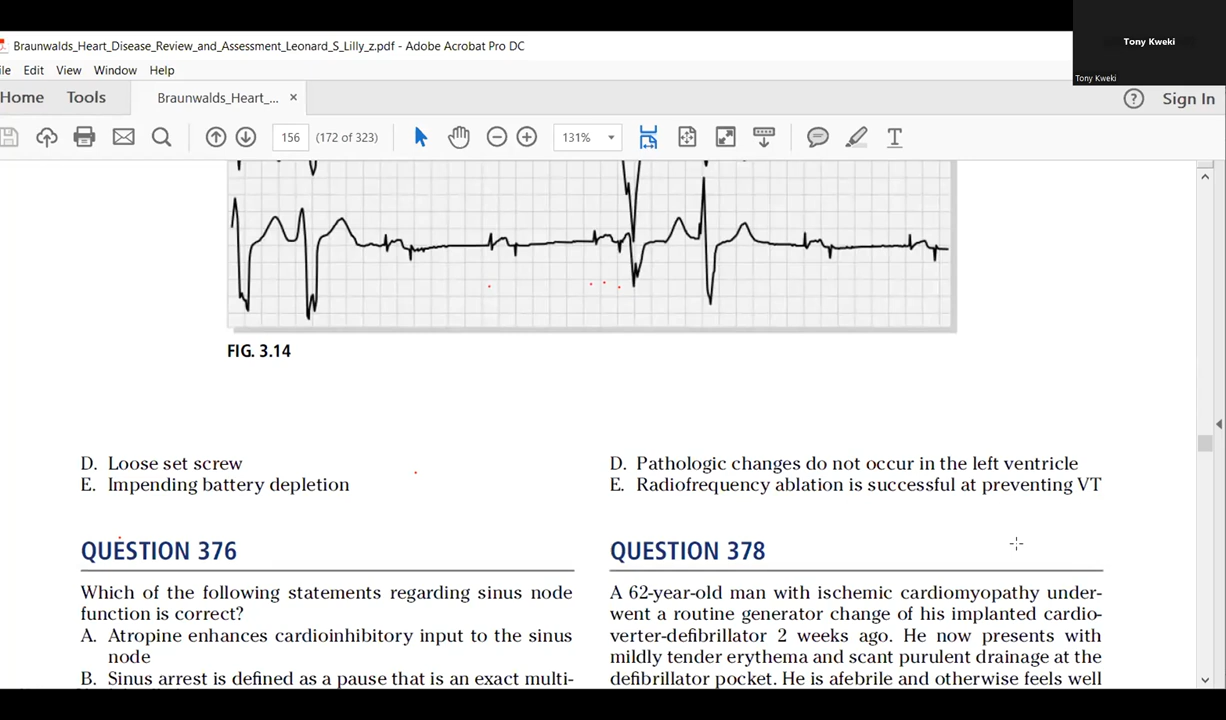 Tony Kweki
Braunwalds_Heart_Disease_Review_and_Assessment_Leonard_S_Lilly_z.pdf - Adobe Acrobat Pro DC
Tony Kweki
ile Edit View Window Help
Home Tools Braunwalds_Heart_... × ? Sign In
156 (172 of 323) 131%
FIG. 3.14
D. Loose set screw
E. Impending battery depletion
QUESTION 376
Which of the following statements regarding sinus node
function is correct?
A. Atropine enhances cardioinhibitory input to the sinus
node
B. Sinus arrest is defined as a pause that is an exact multi-
D. Pathologic changes do not occur in the left ventricle
E. Radiofrequency ablation is successful at preventing VT
QUESTION 378
A 62-year-old man with ischemic cardiomyopathy under-
went a routine generator change of his implanted cardio-
verter-defibrillator 2 weeks ago. He now presents with
mildly tender erythema and scant purulent drainage at the
defibrillator pocket. He is afebrile and otherwise feels well